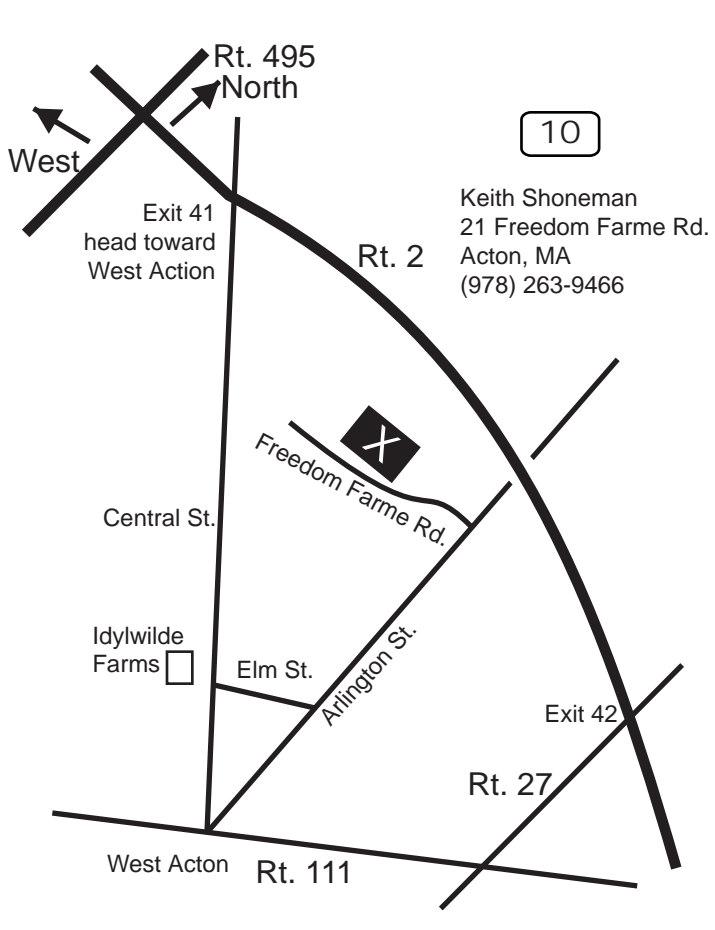 Rt. 495
North
West
10
Keith Shoneman
21 Freedom Farme Rd.
Acton, MA
(978) 263-9466
Exit 41
head toward
West Action
Rt. 2
X
Freedom Farme Rd.
Central St.
Idylwilde
Farms
Elm St.
Arlington St.
Exit 42
Rt. 27
West Acton
Rt. 111